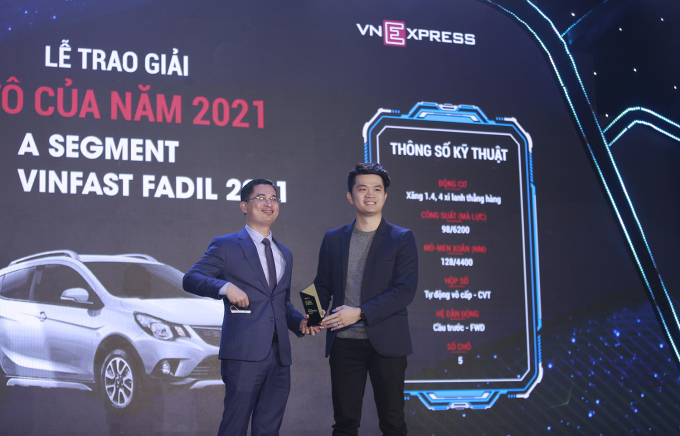 VNEXPRESS
LỄ TRAO GIẢI
TÔ CỦA NĂM 2021
A SEGMENT
VINFAST FADIL 2021
THÔNG SỐ KỸ THUẬT
ĐỘNG CƠ
Xăng 1.4, 4 xi lanh thẳng hàng
CÔNG SUẤT (MÃ LỰC)
98/6200
MÔ-MEN XOẮN (NM)
128/4400
HỘP SỐ
Tự động vô cấp - CVT
HỆ DẪN ĐỘNG
Cầu trước - FWD
SỐ CHỖ
5